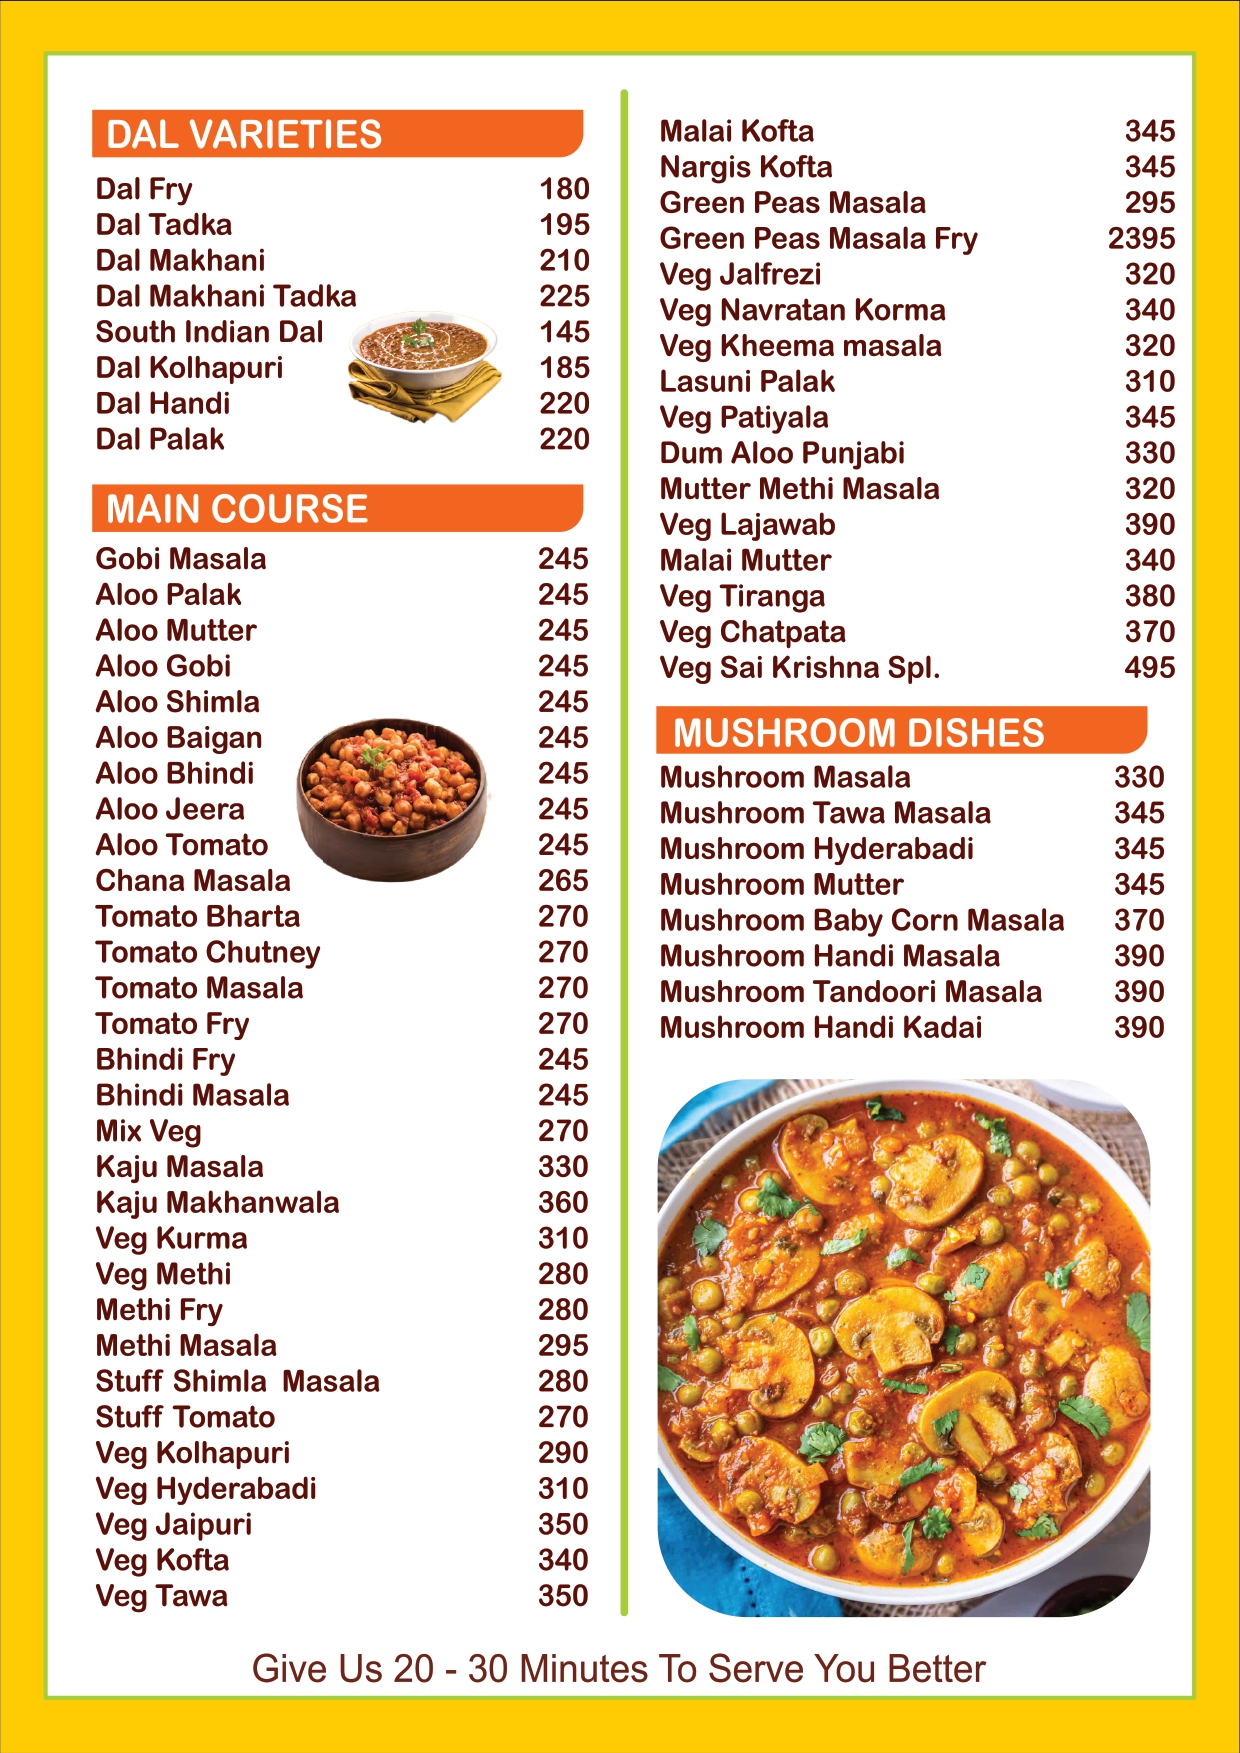 DAL VARIETIES
Dal Fry 180
Dal Tadka 195
Dal Makhani 210
Dal Makhani Tadka 225
South Indian Dal 145
Dal Kolhapuri 185
Dal Handi 220
Dal Palak 220
MAIN COURSE
Gobi Masala 245
Aloo Palak 245
Aloo Mutter 245
Aloo Gobi 245
Aloo Shimla 245
Aloo Baigan 245
Aloo Bhindi 245
Aloo Jeera 245
Aloo Tomato 245
Chana Masala 265
Tomato Bharta 270
Tomato Chutney 270
Tomato Masala 270
Tomato Fry 270
Bhindi Fry 245
Bhindi Masala 245
Mix Veg 270
Kaju Masala 330
Kaju Makhanwala 360
Veg Kurma 310
Veg Methi 280
Methi Fry 280
Methi Masala 295
Stuff Shimla Masala 280
Stuff Tomato 270
Veg Kolhapuri 290
Veg Hyderabadi 310
Veg Jaipuri 350
Veg Kofta 340
Veg Tawa 350
Malai Kofta 345
Nargis Kofta 345
Green Peas Masala 295
Green Peas Masala Fry 2395
Veg Jalfrezi 320
Veg Navratan Korma 340
Veg Kheema masala 320
Lasuni Palak 310
Veg Patiyala 345
Dum Aloo Punjabi 330
Mutter Methi Masala 320
Veg Lajawab 390
Malai Mutter 340
Veg Tiranga 380
Veg Chatpata 370
Veg Sai Krishna Spl. 495
MUSHROOM DISHES
Mushroom Masala 330
Mushroom Tawa Masala 345
Mushroom Hyderabadi 345
Mushroom Mutter 345
Mushroom Baby Corn Masala 370
Mushroom Handi Masala 390
Mushroom Tandoori Masala 390
Mushroom Handi Kadai 390
Give Us 20 - 30 Minutes To Serve You Better